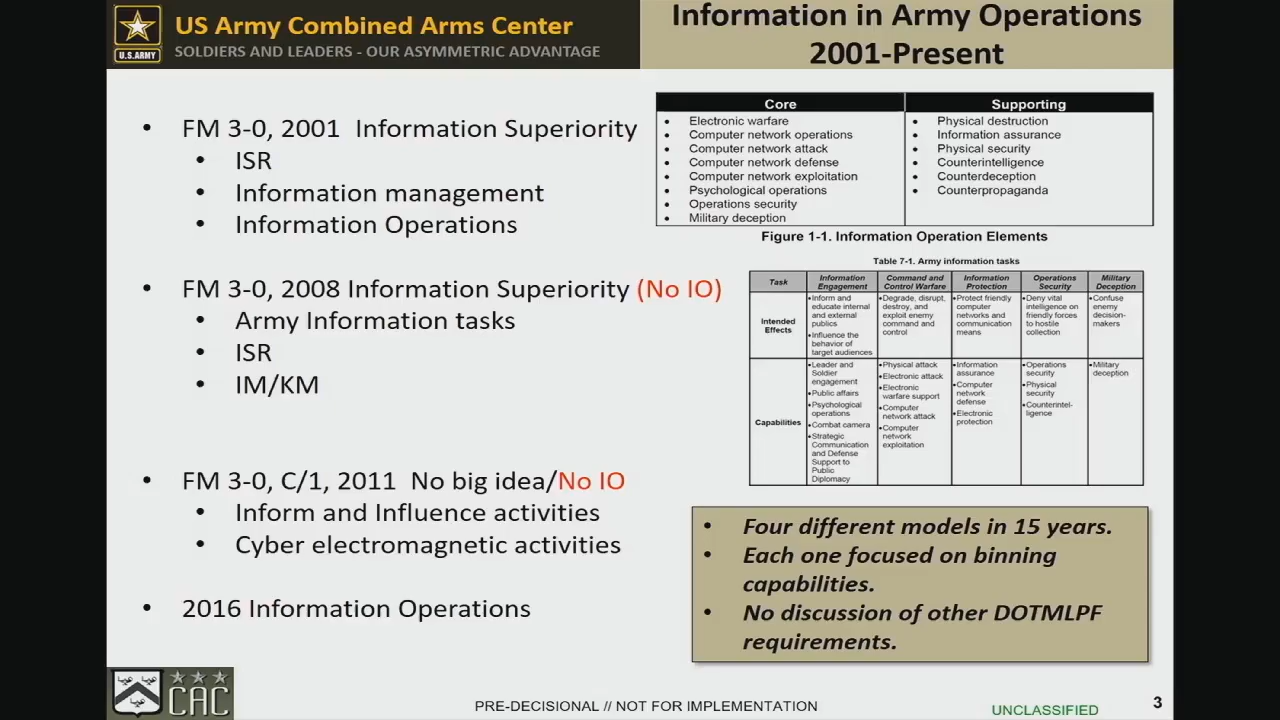 US Army Combined Arms Center
SOLDIERS AND LEADERS - OUR ASYMMETRIC ADVANTAGE
U.S.ARMY
Information in Army Operations
2001-Present
• FM 3-0, 2001 Information Superiority
• ISR
• Information management
• Information Operations
• FM 3-0, 2008 Information Superiority (No IO)
• Army Information tasks
• ISR
• IM/KM
• FM 3-0, C/1, 2011 No big idea/No IO
• Inform and Influence activities
• Cyber electromagnetic activities
• 2016 Information Operations
Core
• Electronic warfare
• Computer network operations
• Computer network attack
• Computer network defense
• Computer network exploitation
• Psychological operations
• Operations security
• Military deception
Supporting
• Physical destruction
• Information assurance
• Physical security
• Counterintelligence
• Counterdeception
• Counterpropaganda
Figure 1-1. Information Operation Elements
Table 7-1. Army information tasks
Task
Information
Engagement
Command and
Control Warfare
Information
Protection
Operations
Security
Military
Deception
Intended
Effects
•Inform and
educate internal
and external
publics
•Influence the
behavior of
target audiences
•Degrade, disrupt,
destroy, and
exploit enemy
command and
control
•Protect friendly
computer
networks and
communication
means
•Deny vital
intelligence on
friendly forces
to hostile
collection
•Confuse
enemy
decision-
makers
Capabilities
•Leader and
Soldier
engagement
•Public affairs
•Psychological
operations
•Combat camera
•Strategic
Communication
and Defense
Support to
Public
Diplomacy
•Physical attack
•Electronic attack
•Electronic
warfare support
•Computer
network attack
•Computer
network
exploitation
•Information
assurance
•Computer
network
defense
•Electronic
protection
•Operations
security
•Physical
security
•Counterintel-
ligence
•Military
deception
• Four different models in 15 years.
• Each one focused on binning
capabilities.
• No discussion of other DOTMLPF
requirements.
CAC
PRE-DECISIONAL // NOT FOR IMPLEMENTATION
UNCLASSIFIED
3